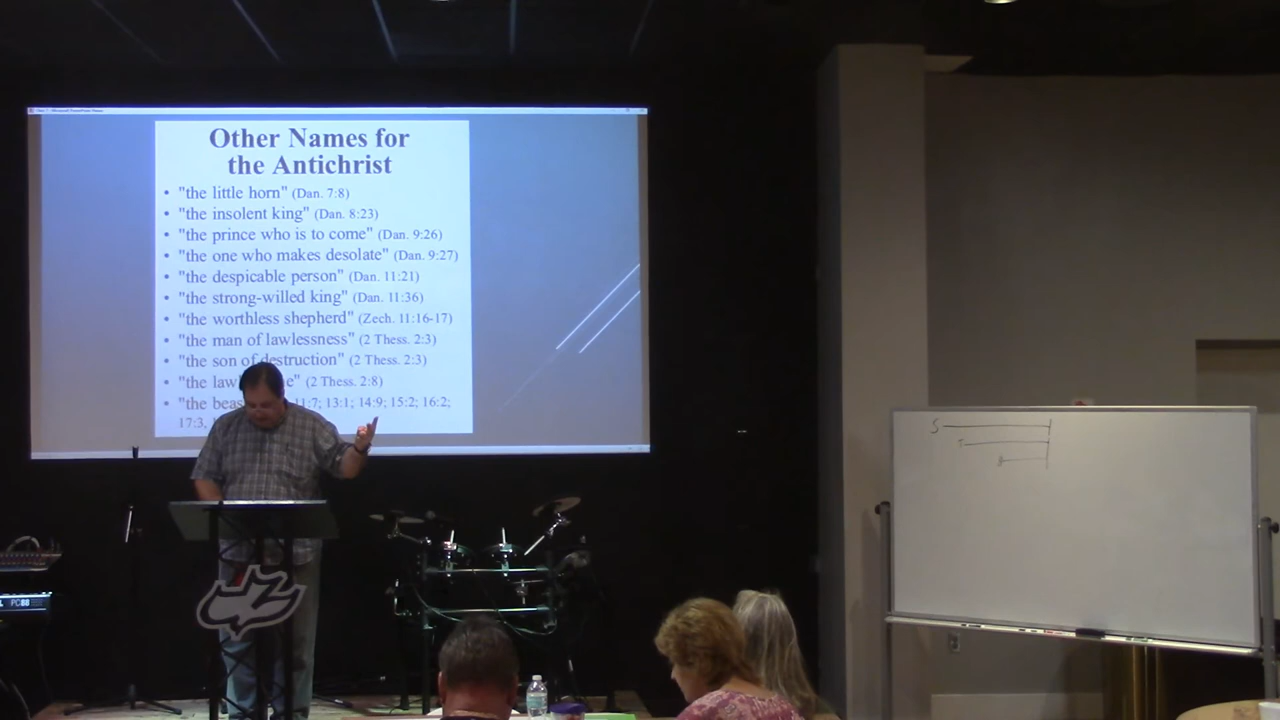 Other Names for
the Antichrist
• "the little horn" (Dan. 7:8)
• "the insolent king" (Dan. 8:23)
• "the prince who is to come" (Dan. 9:26)
• "the one who makes desolate" (Dan. 9:27)
• "the despicable person" (Dan. 11:21)
• "the strong-willed king" (Dan. 11:36)
• "the worthless shepherd" (Zech. 11:16-17)
• "the man of lawlessness" (2 Thess. 2:3)
• "the son of destruction" (2 Thess. 2:3)
• "the law e" (2 Thess. 2:8)
• "the beas 11:7; 13:1; 14:9; 15:2; 16:2;
17:3,
S
T
PC88